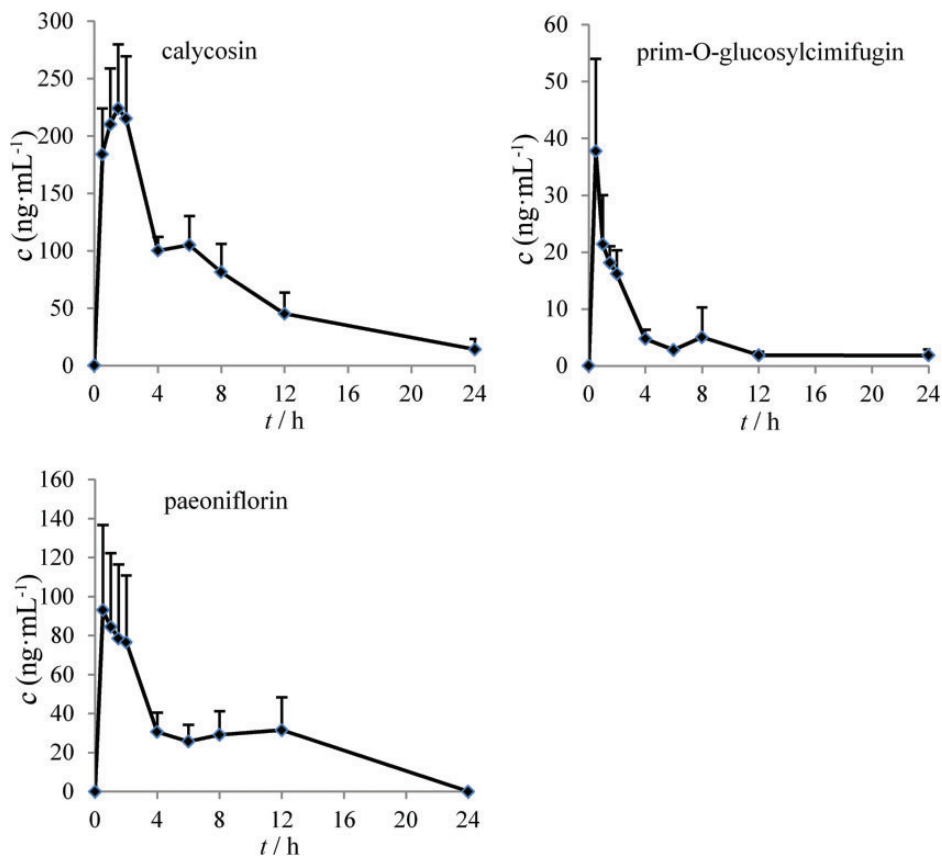 calycosin
300
250
200
150
100
50
0
c (ng·mL⁻¹)
0 4 8 12 16 20 24
t / h
prim-O-glucosylcimifugin
60
50
40
30
20
10
0
c (ng·mL⁻¹)
0 4 8 12 16 20 24
t / h
paeoniflorin
160
140
120
100
80
60
40
20
0
c (ng·mL⁻¹)
0 4 8 12 16 20 24
t / h